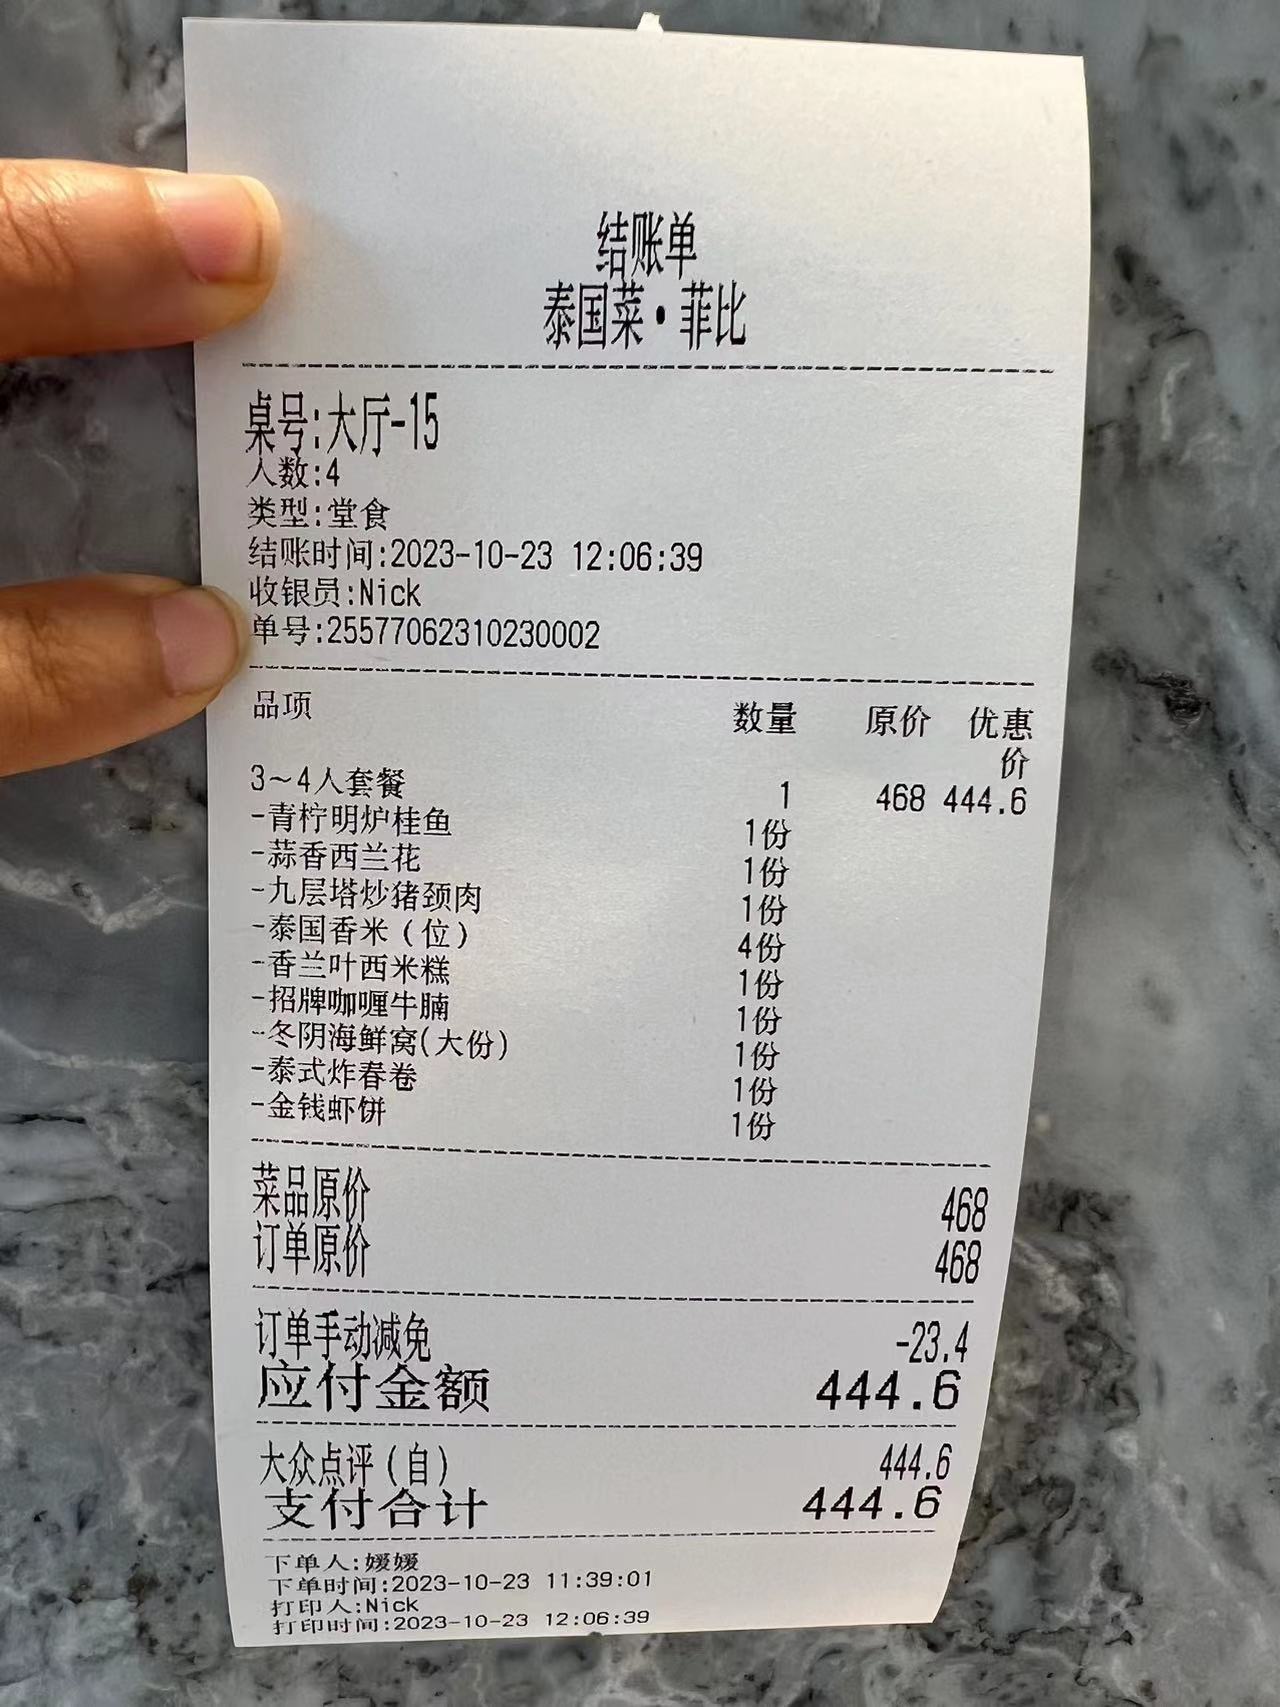 结账单
泰国菜·菲比
桌号:大厅-15
人数:4
类型:堂食
结账时间:2023-10-23 12:06:39
收银员:Nick
单号:25577062310230002
品项 数量 原价 优惠价
3~4人套餐 1 468 444.6
-青柠明炉桂鱼 1份
-蒜香西兰花 1份
-九层塔炒猪颈肉 1份
-泰国香米(位) 4份
-香兰叶西米糕 1份
-招牌咖喱牛腩 1份
-冬阴海鲜窝(大份) 1份
-泰式炸春卷 1份
-金钱虾饼 1份
菜品原价 468
订单原价 468
订单手动减免 -23.4
应付金额 444.6
大众点评(自) 444.6
支付合计 444.6
下单人:媛媛
下单时间:2023-10-23 11:39:01
打印人:Nick
打印时间:2023-10-23 12:06:39